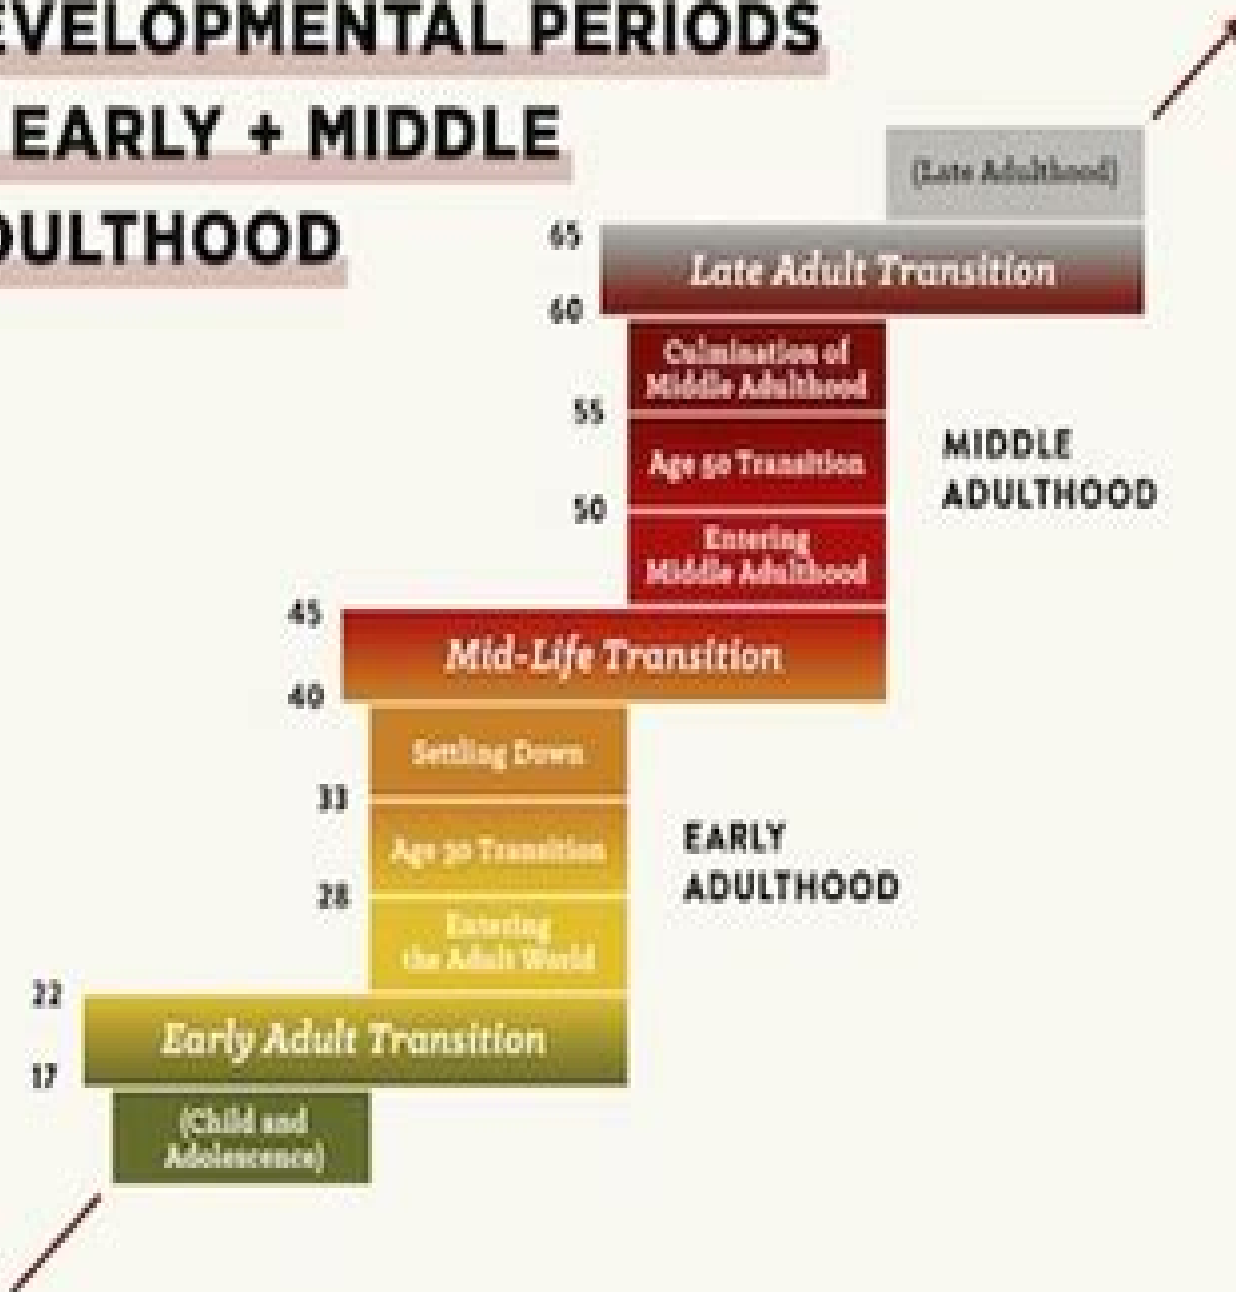 EVELOPMENTAL PERIODS
EARLY + MIDDLE
DULTHOOD
(Late Adulthood)
65
Late Adult Transition
60
Culmination of
Middle Adulthood
55
Age 50 Transition
MIDDLE
ADULTHOOD
50
Entering
Middle Adulthood
45
Mid-Life Transition
40
Settling Down
33
Age 30 Transition
EARLY
ADULTHOOD
28
Entering
the Adult World
22
Early Adult Transition
17
(Child and
Adolescence)